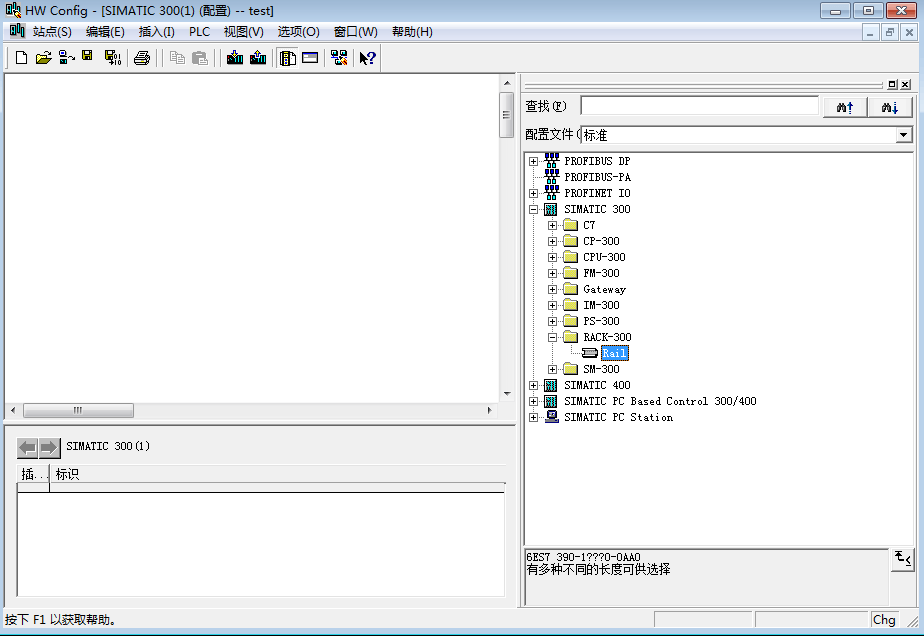 HW Config - [SIMATIC 300(1) (配置) -- test]
站点(S) 编辑(E) 插入(I) PLC 视图(V) 选项(O) 窗口(W) 帮助(H)
查找(F)
配置文件( 标准
PROFIBUS DP
PROFIBUS-PA
PROFINET IO
SIMATIC 300
C7
CP-300
CPU-300
FM-300
Gateway
IM-300
PS-300
RACK-300
Rail
SM-300
SIMATIC 400
SIMATIC PC Based Control 300/400
SIMATIC PC Station
SIMATIC 300(1)
插... 标识
6ES7 390-1???0-0AA0
有多种不同的长度可供选择
按下 F1 以获取帮助。
Chg